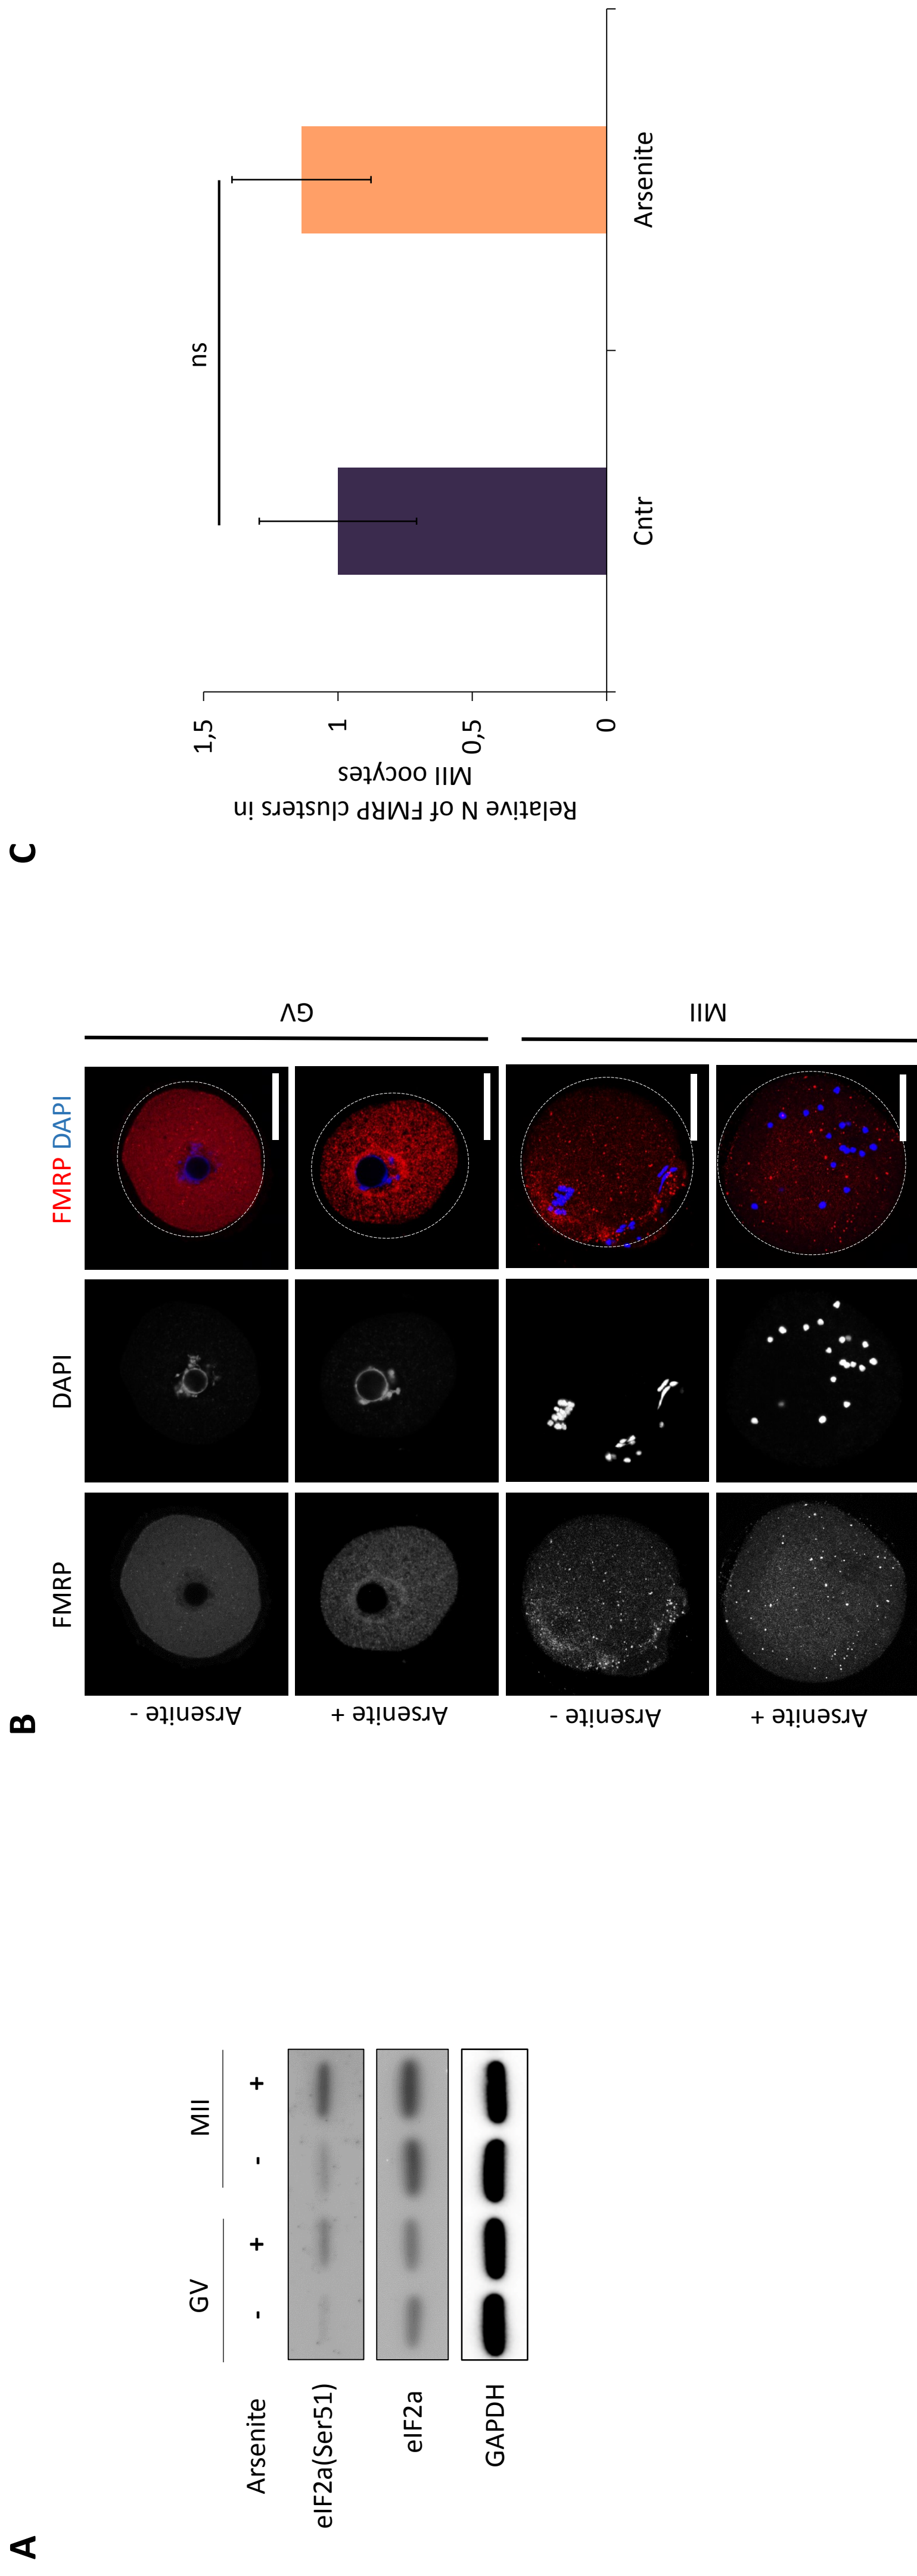 A
GV
MII
Arsenite - + - +
eIF2a(Ser51)
eIF2a
GAPDH
B
FMRP
DAPI
FMRP DAPI
Arsenite -
Arsenite +
GV
Arsenite -
Arsenite +
MII
C
Relative N of FMRP clusters in
MII oocytes
1,5
1
0,5
0
ns
Cntr
Arsenite